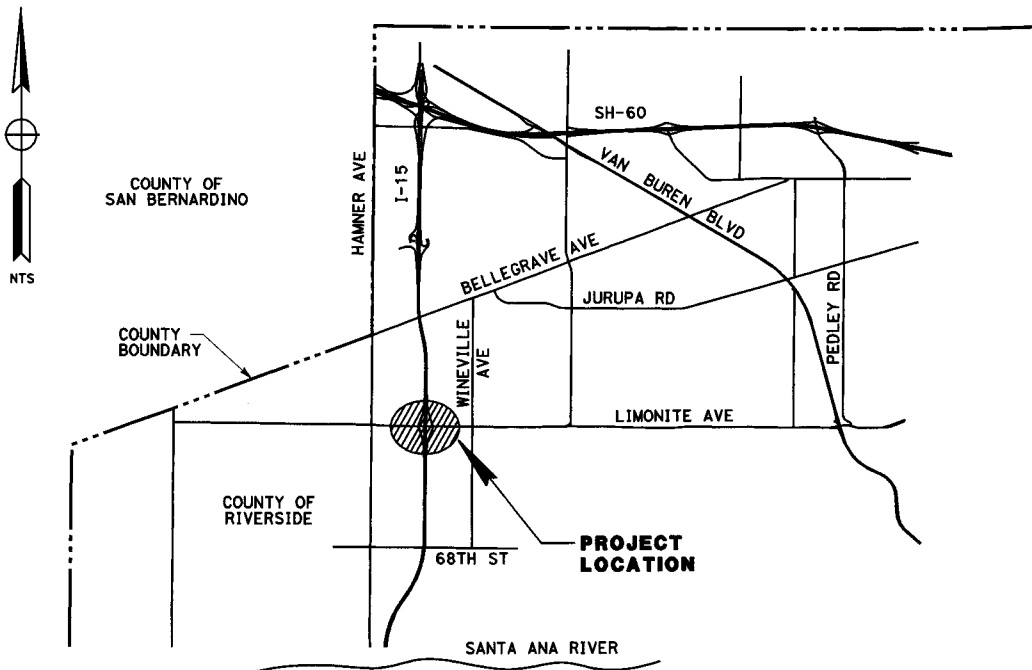 SH-60
COUNTY OF
SAN BERNARDINO
HAMNER AVE
I-15
VAN BUREN BLVD
NTS
BELLEGRAVE AVE
JURUPA RD
COUNTY
BOUNDARY
WINEVILLE
AVE
PEDLEY RD
LIMONITE AVE
COUNTY OF
RIVERSIDE
PROJECT
LOCATION
68TH ST
SANTA ANA RIVER